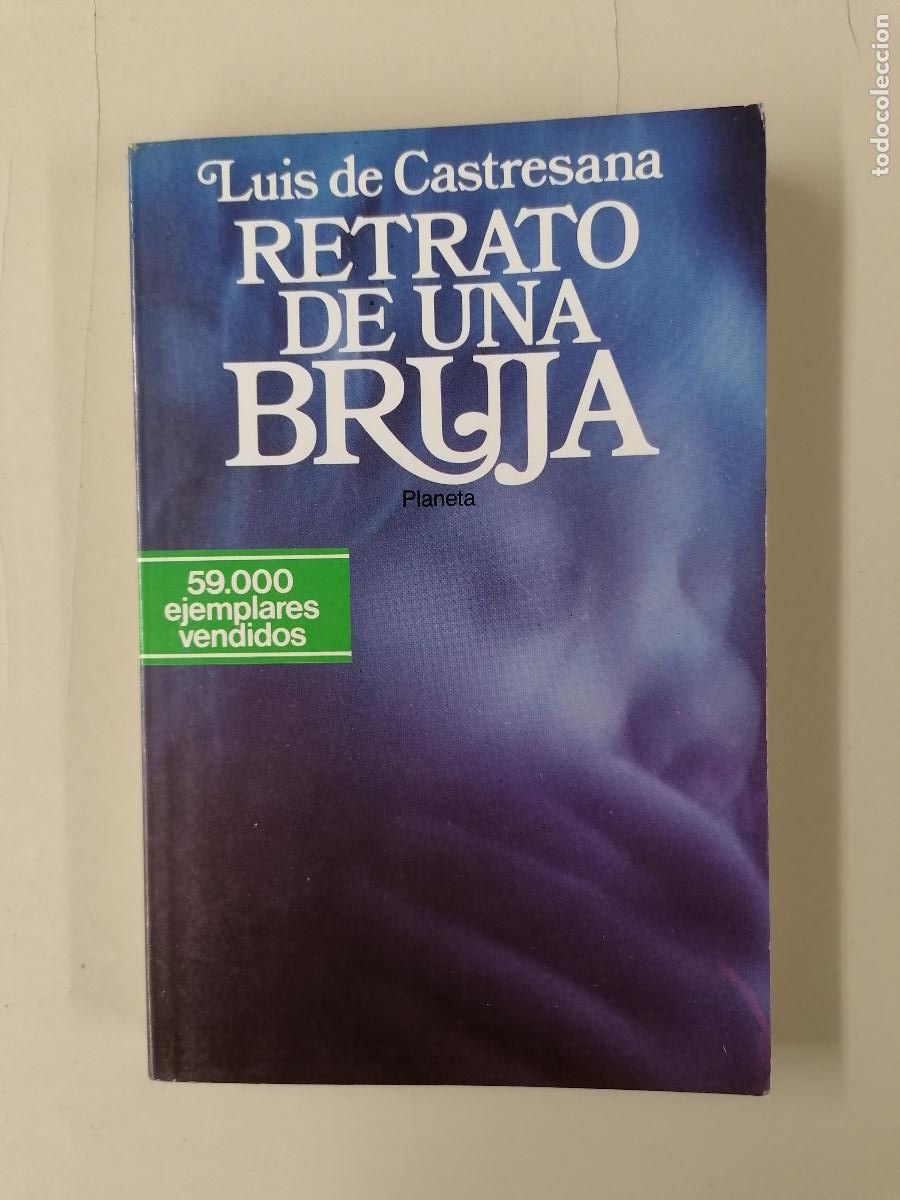 Luis de Castresana
RETRATO
DE UNA
BRUJA
Planeta
59.000
ejemplares
vendidos
todocoleccion